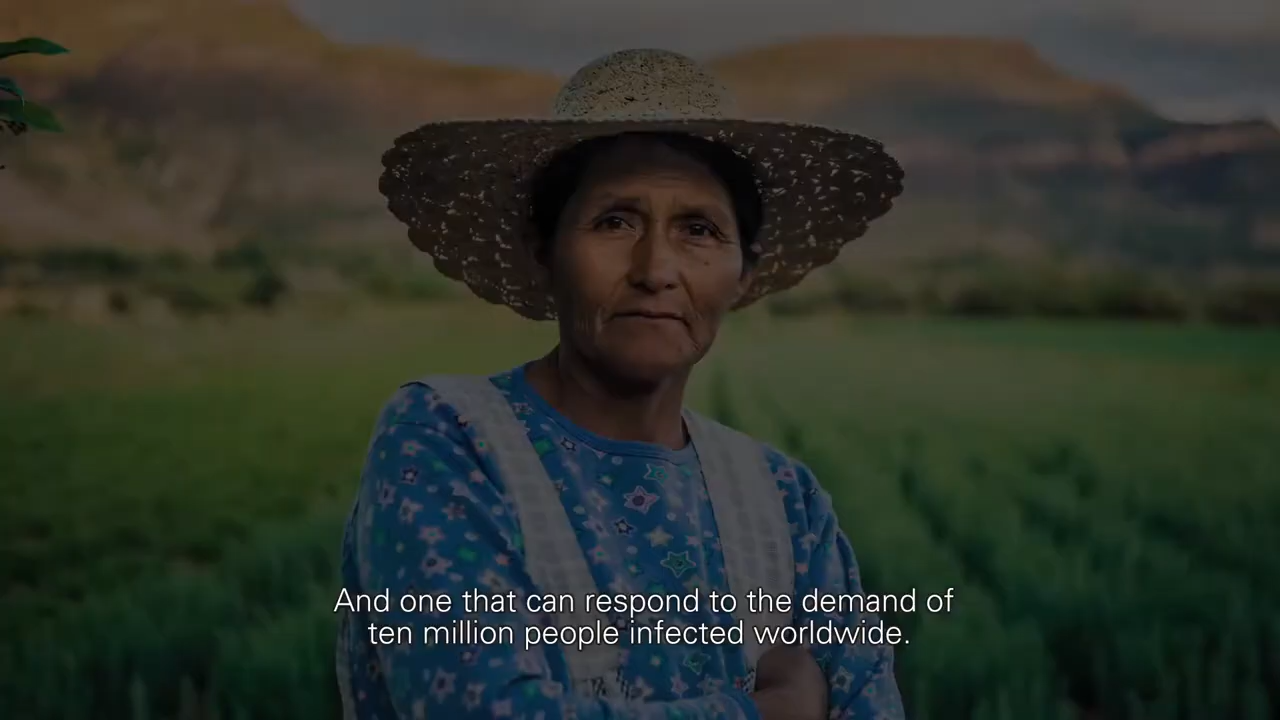 And one that can respond to the demand of
ten million people infected worldwide.